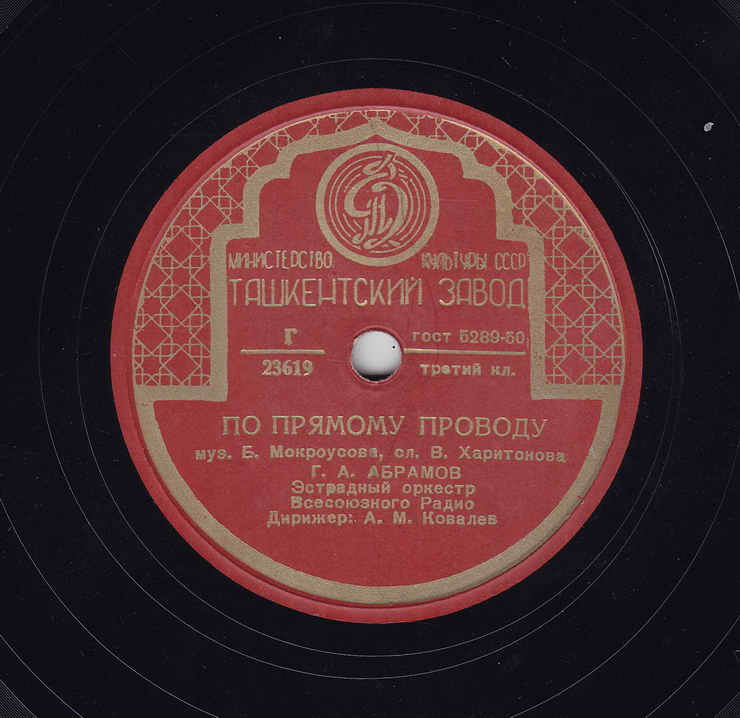 МИНИСТЕРСТВО КУЛЬТУРЫ СССР
ТАШКЕНТСКИЙ ЗАВОД
Г ГОСТ 5289-50
23619 третий кл.
ПО ПРЯМОМУ ПРОВОДУ
муз. Б. Мокроусова, сл. В. Харитонова
Г. А. АБРАМОВ
Эстрадный оркестр
Всесоюзного Радио
Дирижер: А. М. Ковалев